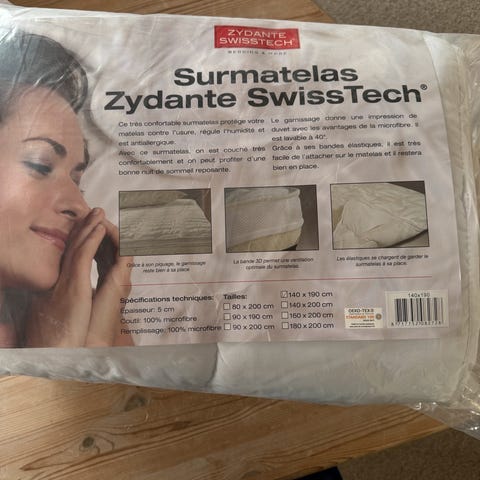 ZYDANTE
SWISSTECH®
BEDDING & MORE
Surmatelas
Zydante SwissTech®
Ce très confortable surmatelas protège votre
matelas contre l'usure, régule l'humidité et
est antiallergique.
Avec ce surmatelas, on est couché très
confortablement et on peut profiter d'une
bonne nuit de sommeil reposante.
Le garnissage donne une impression de
duvet avec les avantages de la microfibre. Il
est lavable à 40°.
Grâce à ses bandes élastiques, il est très
facile de l'attacher sur le matelas et il restera
bien en place.
Grâce à son piquage, le garnissage
reste bien à sa place.
La bande 3D permet une ventilation
optimale du surmatelas.
Les élastiques se chargent de garder le
surmatelas à sa place.
Spécifications techniques:
Epaisseur: 5 cm
Coutil: 100% microfibre
Remplissage: 100% microfibre
Tailles:
80 x 200 cm
90 x 190 cm
90 x 200 cm
140 x 190 cm
140 x 200 cm
160 x 200 cm
180 x 200 cm
OEKO-TEX®
STANDARD 100
140x190